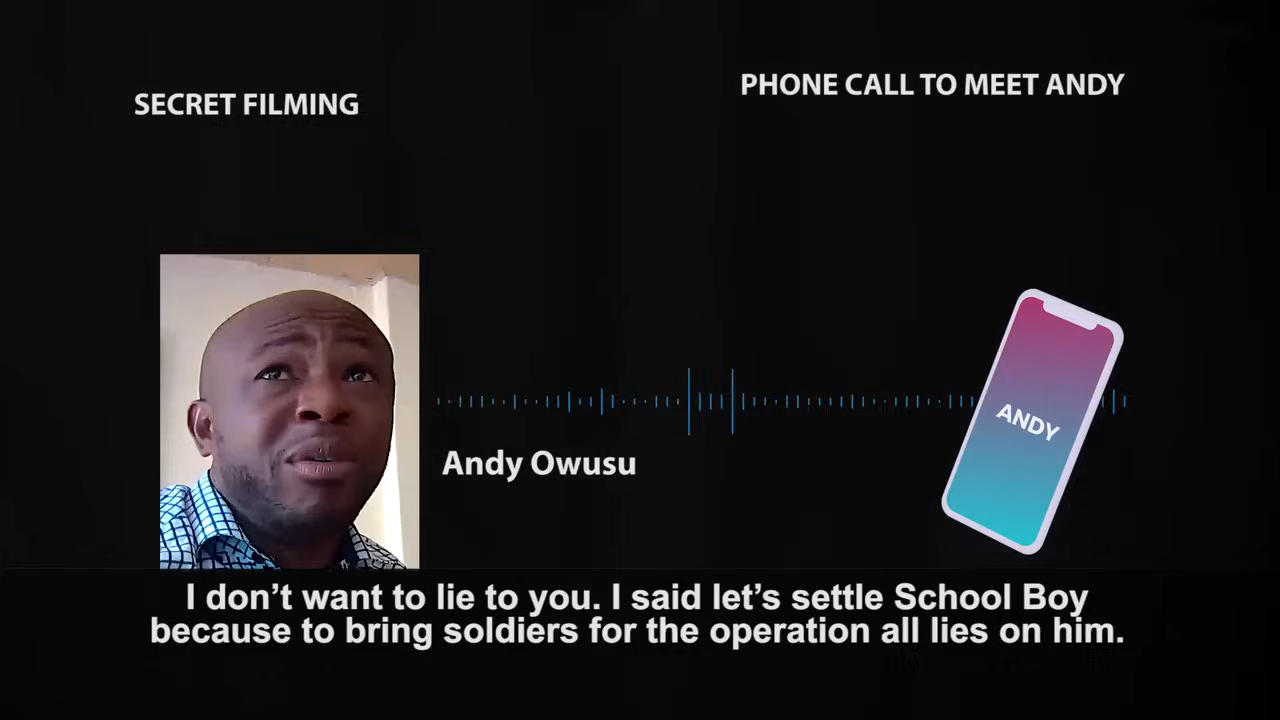 SECRET FILMING
PHONE CALL TO MEET ANDY
ANDY
Andy Owusu
I don’t want to lie to you. I said let’s settle School Boy
because to bring soldiers for the operation all lies on him.